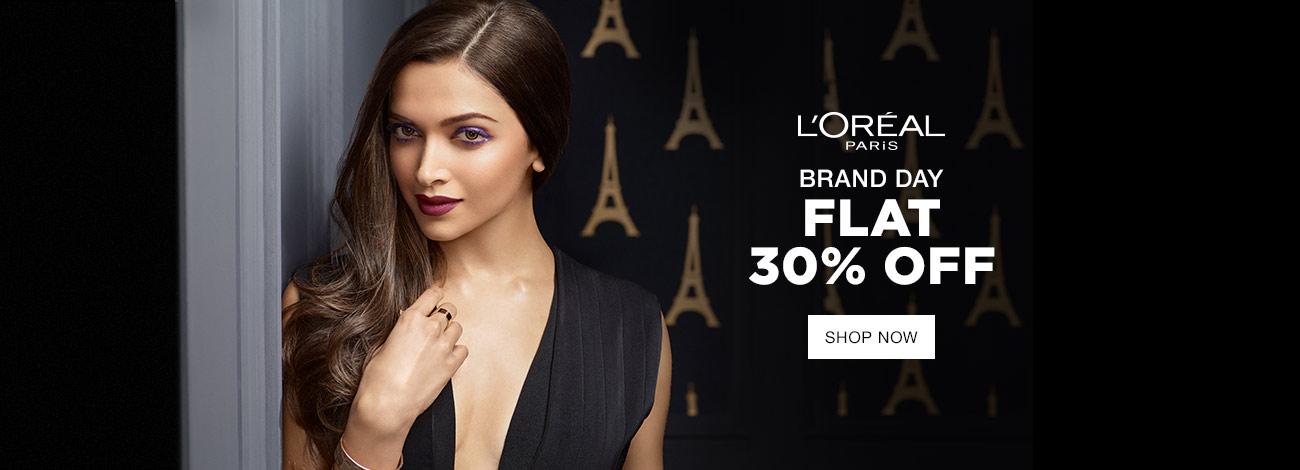 L'ORÉAL
PARiS
BRAND DAY
FLAT
30% OFF
SHOP NOW